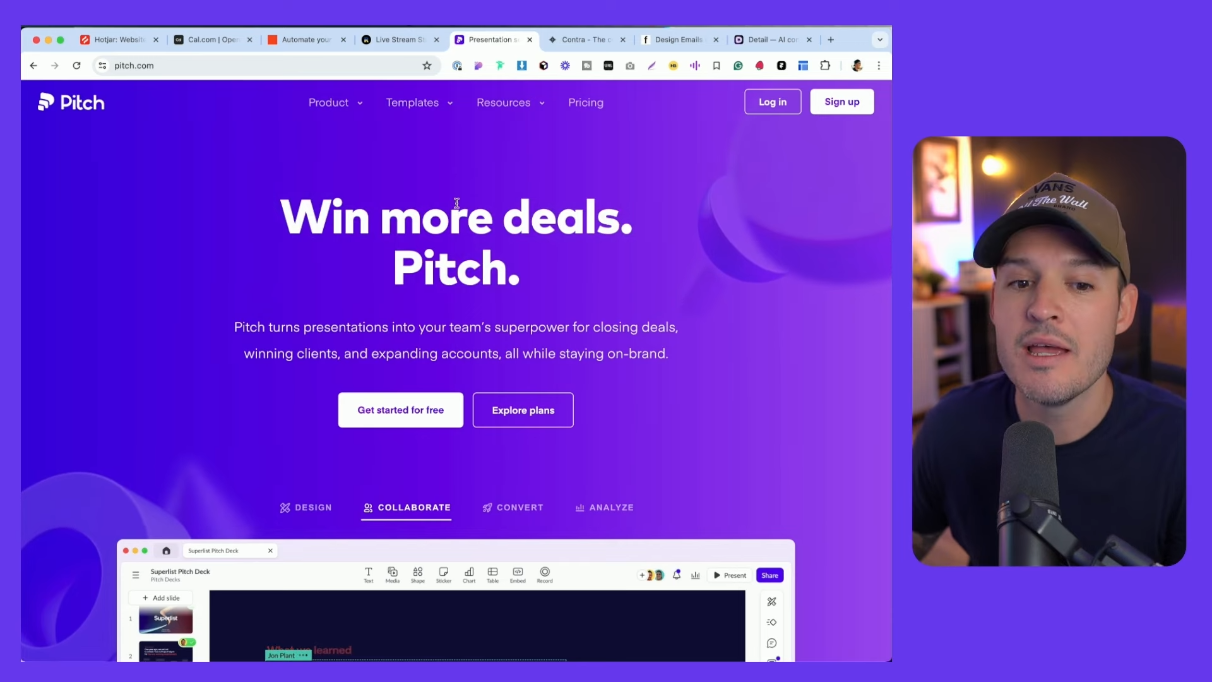 Hotjar: Websit
Cal.com | Open
Automate your
Live Stream St
Presentation s
Contra - The c
Design Emails
Detail — AI co
pitch.com
Pitch
Product
Templates
Resources
Pricing
Log in
Sign up
Win more deals.
Pitch.
Pitch turns presentations into your team's superpower for closing deals,
winning clients, and expanding accounts, all while staying on-brand.
Get started for free
Explore plans
DESIGN
COLLABORATE
CONVERT
ANALYZE
Superlist Pitch Deck
Superlist Pitch Deck
Pitch Decks
Text
Media
Shape
Sticker
Chart
Table
Embed
Record
Present
Share
+ Add slide
1
Superlist
2
What we learned
Jon Plant
VANS
The Wall